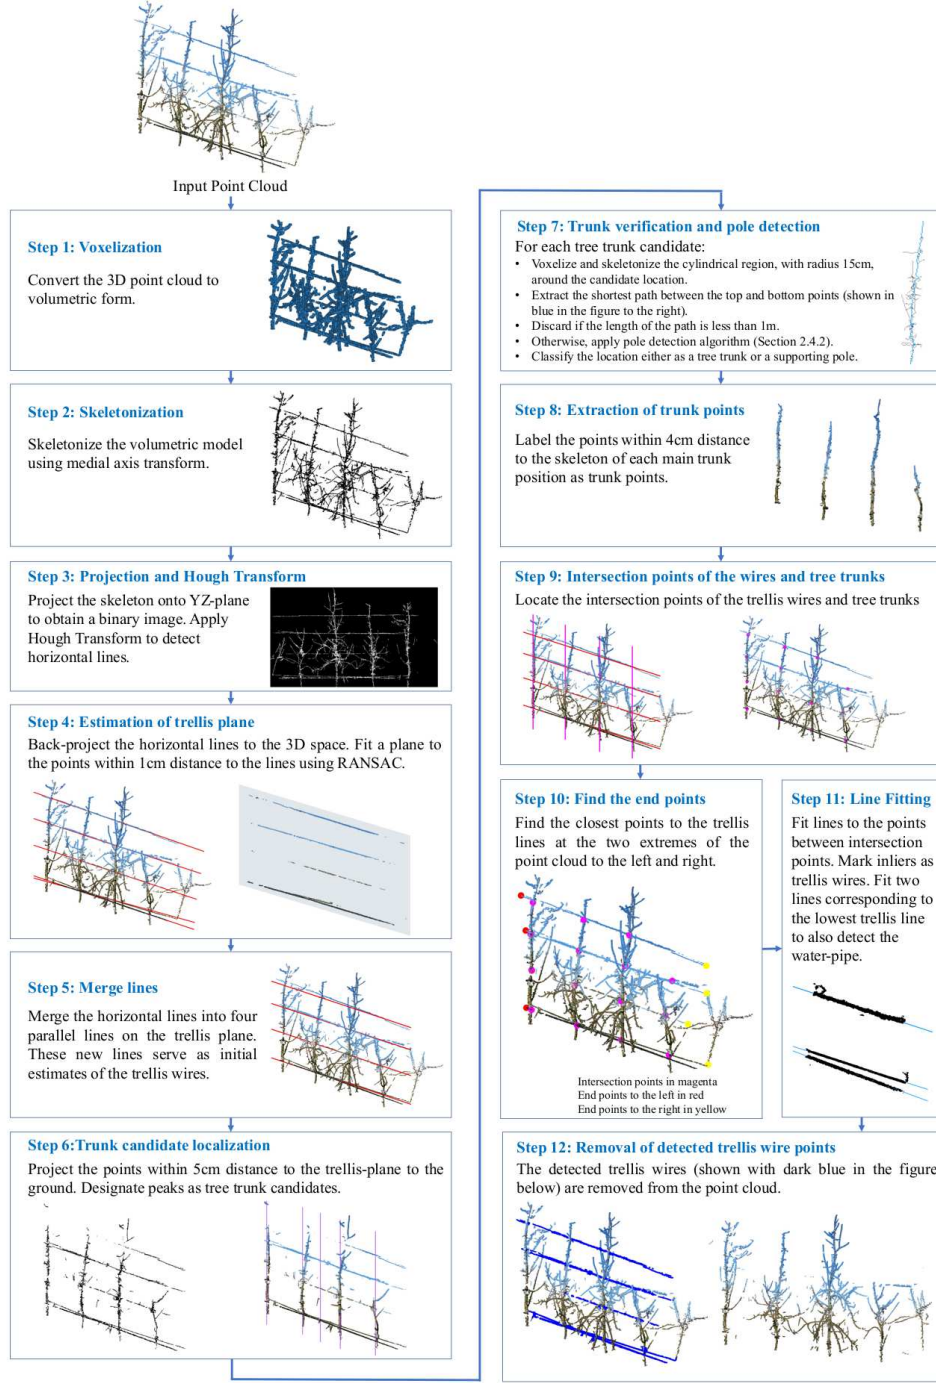 Input Point Cloud
Step 1: Voxelization
Convert the 3D point cloud to
volumetric form.
Step 2: Skeletonization
Skeletonize the volumetric model
using medial axis transform.
Step 3: Projection and Hough Transform
Project the skeleton onto YZ-plane
to obtain a binary image. Apply
Hough Transform to detect
horizontal lines.
Step 4: Estimation of trellis plane
Back-project the horizontal lines to the 3D space. Fit a plane to
the points within 1cm distance to the lines using RANSAC.
Step 5: Merge lines
Merge the horizontal lines into four
parallel lines on the trellis plane.
These new lines serve as initial
estimates of the trellis wires.
Step 6:Trunk candidate localization
Project the points within 5cm distance to the trellis-plane to the
ground. Designate peaks as tree trunk candidates.
Step 7: Trunk verification and pole detection
For each tree trunk candidate:
• Voxelize and skeletonize the cylindrical region, with radius 15cm,
around the candidate location.
• Extract the shortest path between the top and bottom points (shown in
blue in the figure to the right).
• Discard if the length of the path is less than 1m.
• Otherwise, apply pole detection algorithm (Section 2.4.2).
• Classify the location either as a tree trunk or a supporting pole.
Step 8: Extraction of trunk points
Label the points within 4cm distance
to the skeleton of each main trunk
position as trunk points.
Step 9: Intersection points of the wires and tree trunks
Locate the intersection points of the trellis wires and tree trunks
Step 10: Find the end points
Find the closest points to the trellis
lines at the two extremes of the
point cloud to the left and right.
Intersection points in magenta
End points to the left in red
End points to the right in yellow
Step 11: Line Fitting
Fit lines to the points
between intersection
points. Mark inliers as
trellis wires. Fit two
lines corresponding to
the lowest trellis line
to also detect the
water-pipe.
Step 12: Removal of detected trellis wire points
The detected trellis wires (shown with dark blue in the figure
below) are removed from the point cloud.